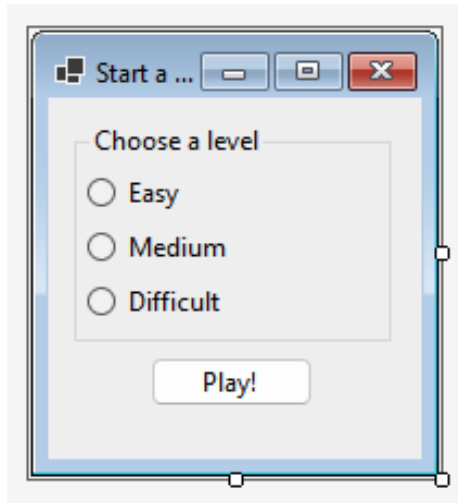 Start a ...
Choose a level
Easy
Medium
Difficult
Play!